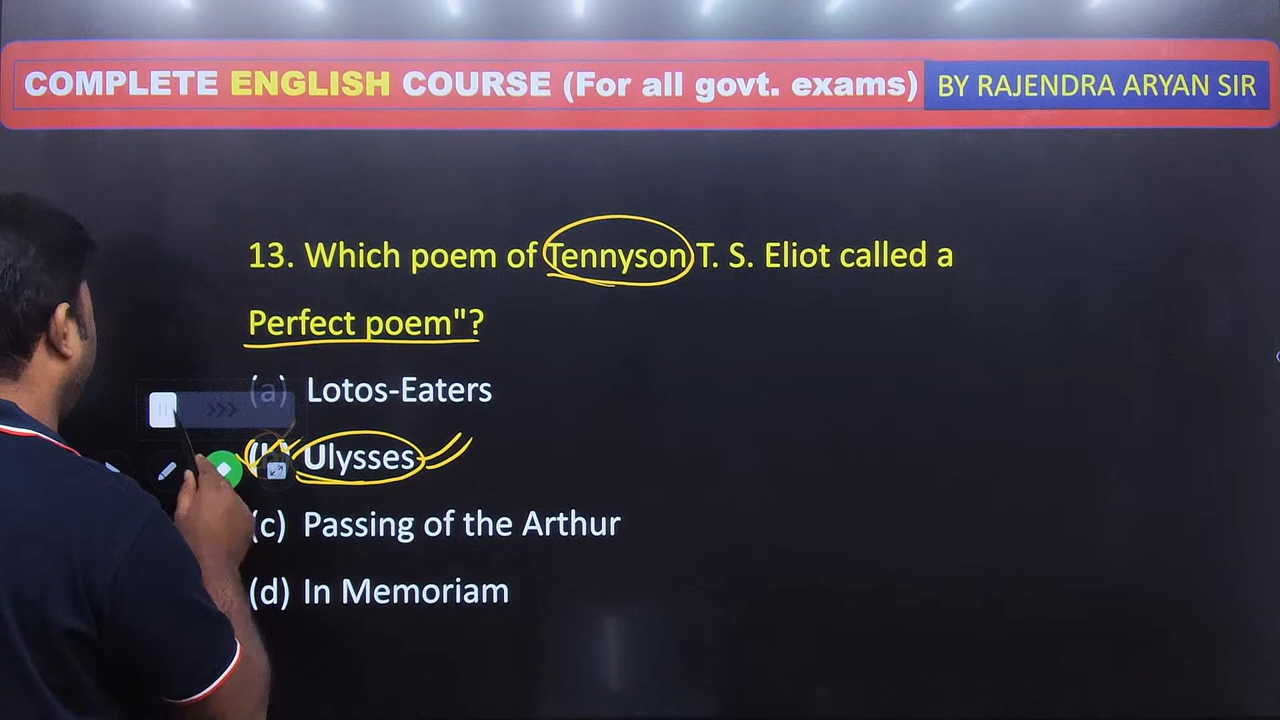 COMPLETE ENGLISH COURSE (For all govt. exams) BY RAJENDRA ARYAN SIR
13. Which poem of Tennyson T. S. Eliot called a
Perfect poem"?
(a) Lotos-Eaters
(b) Ulysses
(c) Passing of the Arthur
(d) In Memoriam